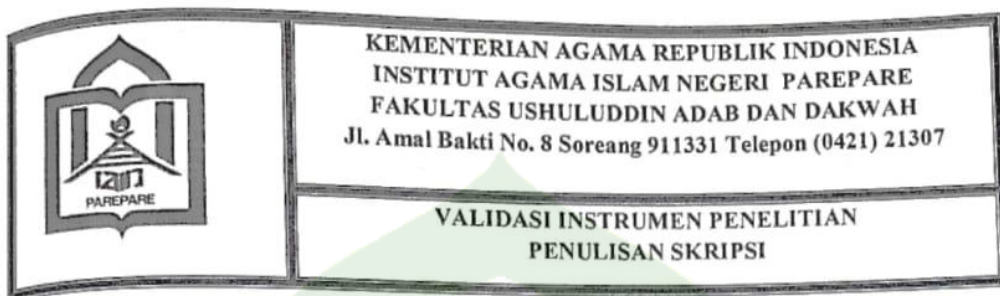 IAIN
PAREPARE
KEMENTERIAN AGAMA REPUBLIK INDONESIA
INSTITUT AGAMA ISLAM NEGERI PAREPARE
FAKULTAS USHULUDDIN ADAB DAN DAKWAH
Jl. Amal Bakti No. 8 Soreang 911331 Telepon (0421) 21307
VALIDASI INSTRUMEN PENELITIAN
PENULISAN SKRIPSI